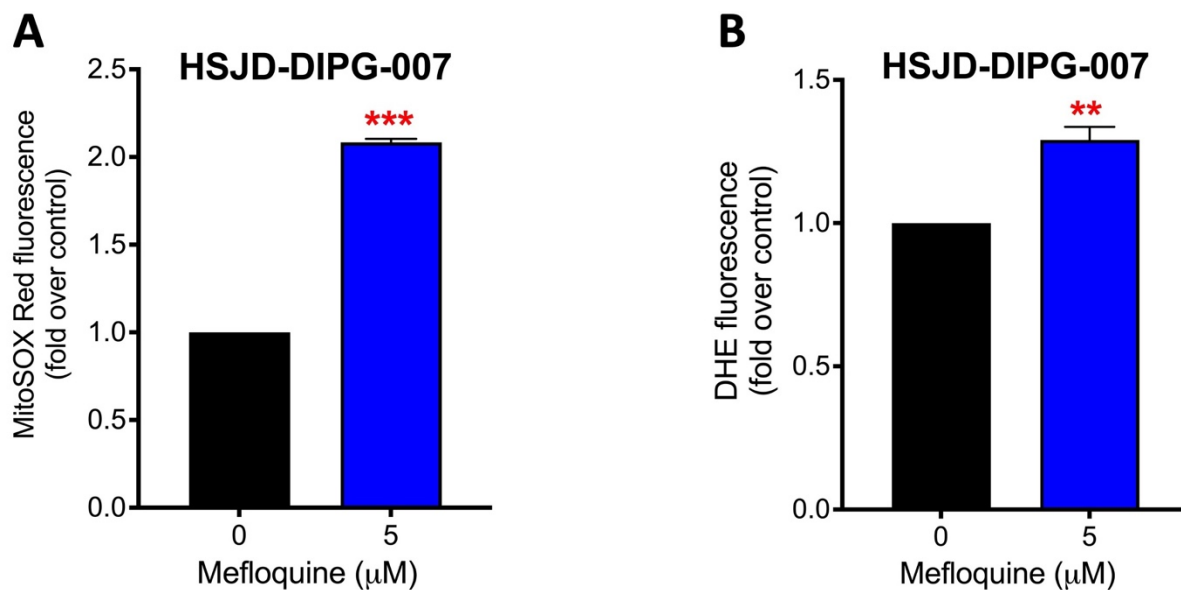 A
HSJD-DIPG-007
MitoSOX Red fluorescence
(fold over control)
2.5
2.0
1.5
1.0
0.5
0.0
***
0
5
Mefloquine (μM)
B
HSJD-DIPG-007
DHE fluorescence
(fold over control)
1.5
1.0
0.5
0.0
**
0
5
Mefloquine (μM)